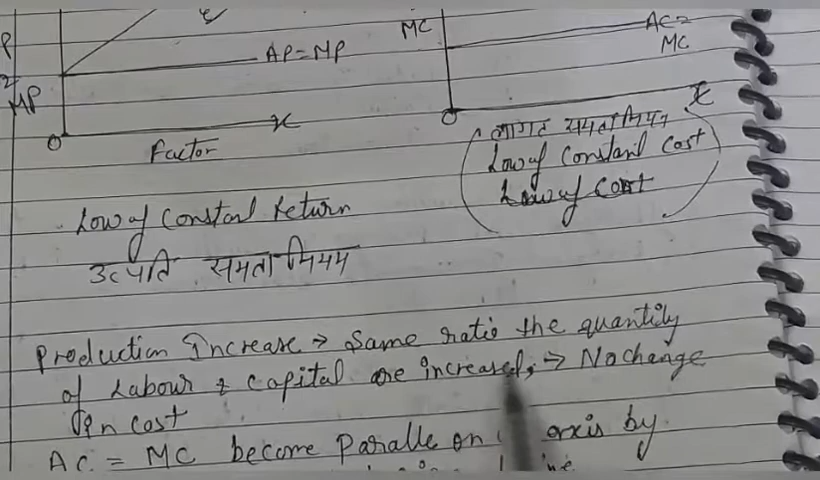 P
MC
AC =
MC
AP=MP
MP
O
x
Factor
O
x
लागत समता नियम
Law of Constant Cost
Law of Cost
Law of Constant Return
उत्पति समता नियम
Production Increase → Same ratio the quantity
of Labour & Capital are increased, → No change
in cost
AC = MC become Paralle on axis by